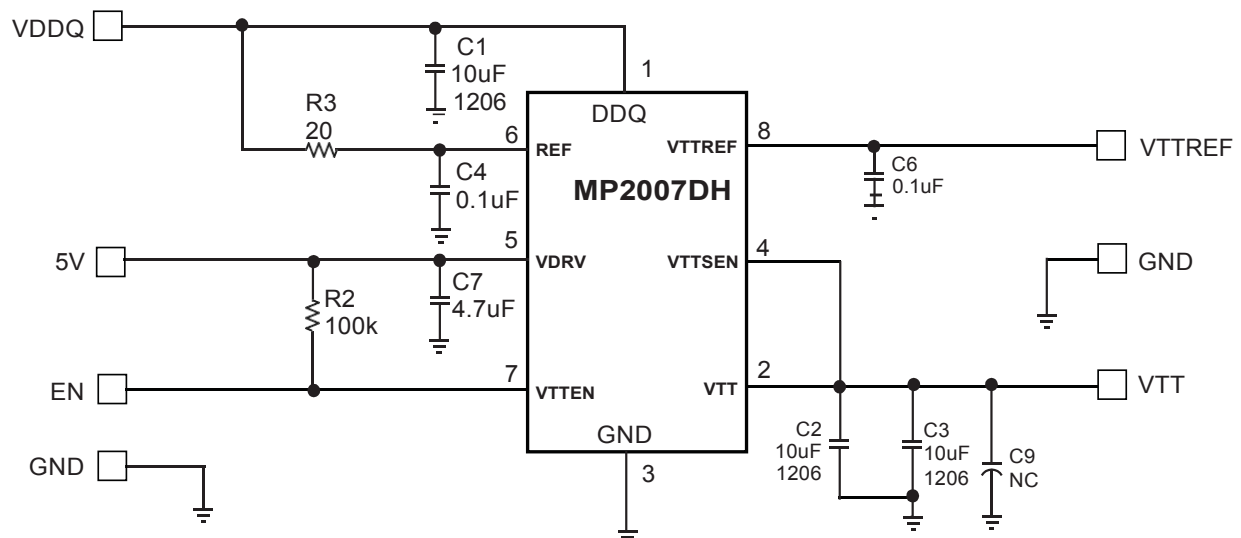 VDDQ
C1
10uF
1206
1
DDQ
R3
20
6
REF
VTTREF
8
VTTREF
C6
0.1uF
C4
0.1uF
MP2007DH
5V
5
VDRV
VTTSEN
4
GND
R2
100k
C7
4.7uF
EN
7
VTTEN
VTT
2
VTT
GND
GND
3
C2
10uF
1206
C3
10uF
1206
C9
NC